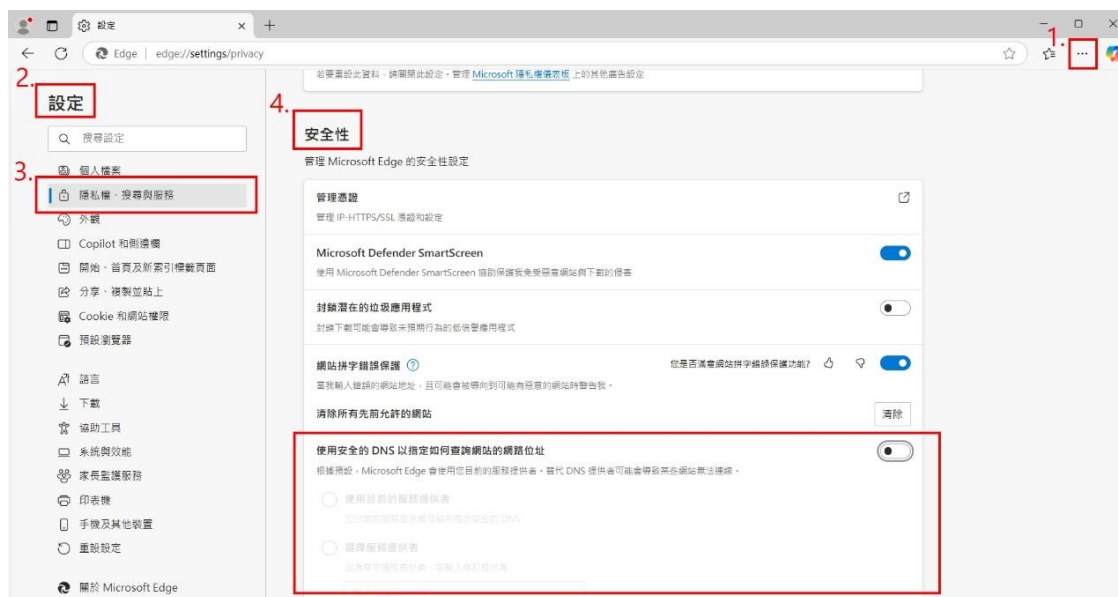 設定
Edge
edge://settings/privacy
1.
...
若要重設此資料，請關閉此設定。管理 Microsoft 隱私權儀表板 上的其他廣告設定
2.
設定
搜尋設定
3.
個人檔案
隱私權、搜尋與服務
外觀
Copilot 和側邊欄
開始、首頁及新索引標籤頁面
分享、複製並貼上
Cookie 和網站權限
預設瀏覽器
語言
下載
協助工具
系統與效能
家長監護服務
印表機
手機及其他裝置
重設設定
關於 Microsoft Edge
4.
安全性
管理 Microsoft Edge 的安全性設定
管理憑證
管理 IP-HTTPS/SSL 憑證和設定
Microsoft Defender SmartScreen
使用 Microsoft Defender SmartScreen 協助保護我免受惡意網站與下載的侵害
封鎖潛在的垃圾應用程式
封鎖下載可能會導致未預期行為的低信譽應用程式
網站拼字錯誤保護
您是否滿意網站拼字錯誤保護功能?
當我輸入錯誤的網站地址，且可能會被導向到可能有惡意的網站時警告我。
清除所有先前允許的網站
清除
使用安全的 DNS 以指定如何查詢網站的網路位址
根據預設，Microsoft Edge 會使用您目前的服務提供者。替代 DNS 提供者可能會導致某些網站無法連線。
使用目前的服務提供者
選擇服務提供者